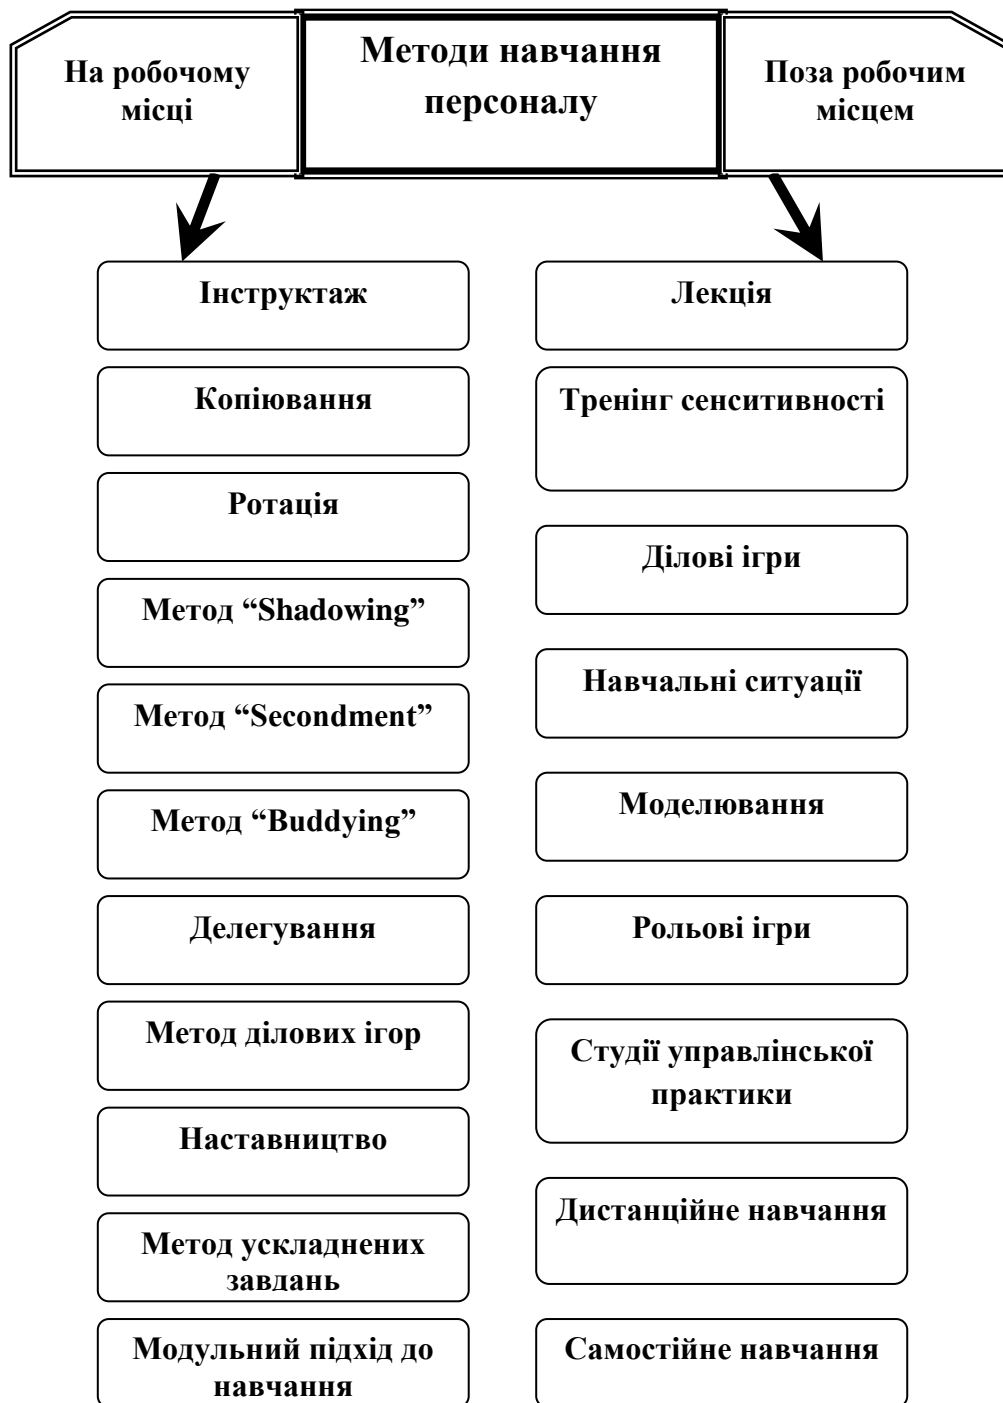 На робочому
місці
Методи навчання
персоналу
Поза робочим
місцем
Інструктаж
Копіювання
Ротація
Метод “Shadowing”
Метод “Secondment”
Метод “Buddying”
Делегування
Метод ділових ігор
Наставництво
Метод ускладнених
завдань
Модульний підхід до
навчання
Лекція
Тренінг сенситивності
Ділові ігри
Навчальні ситуації
Моделювання
Рольові ігри
Студії управлінської
практики
Дистанційне навчання
Самостійне навчання